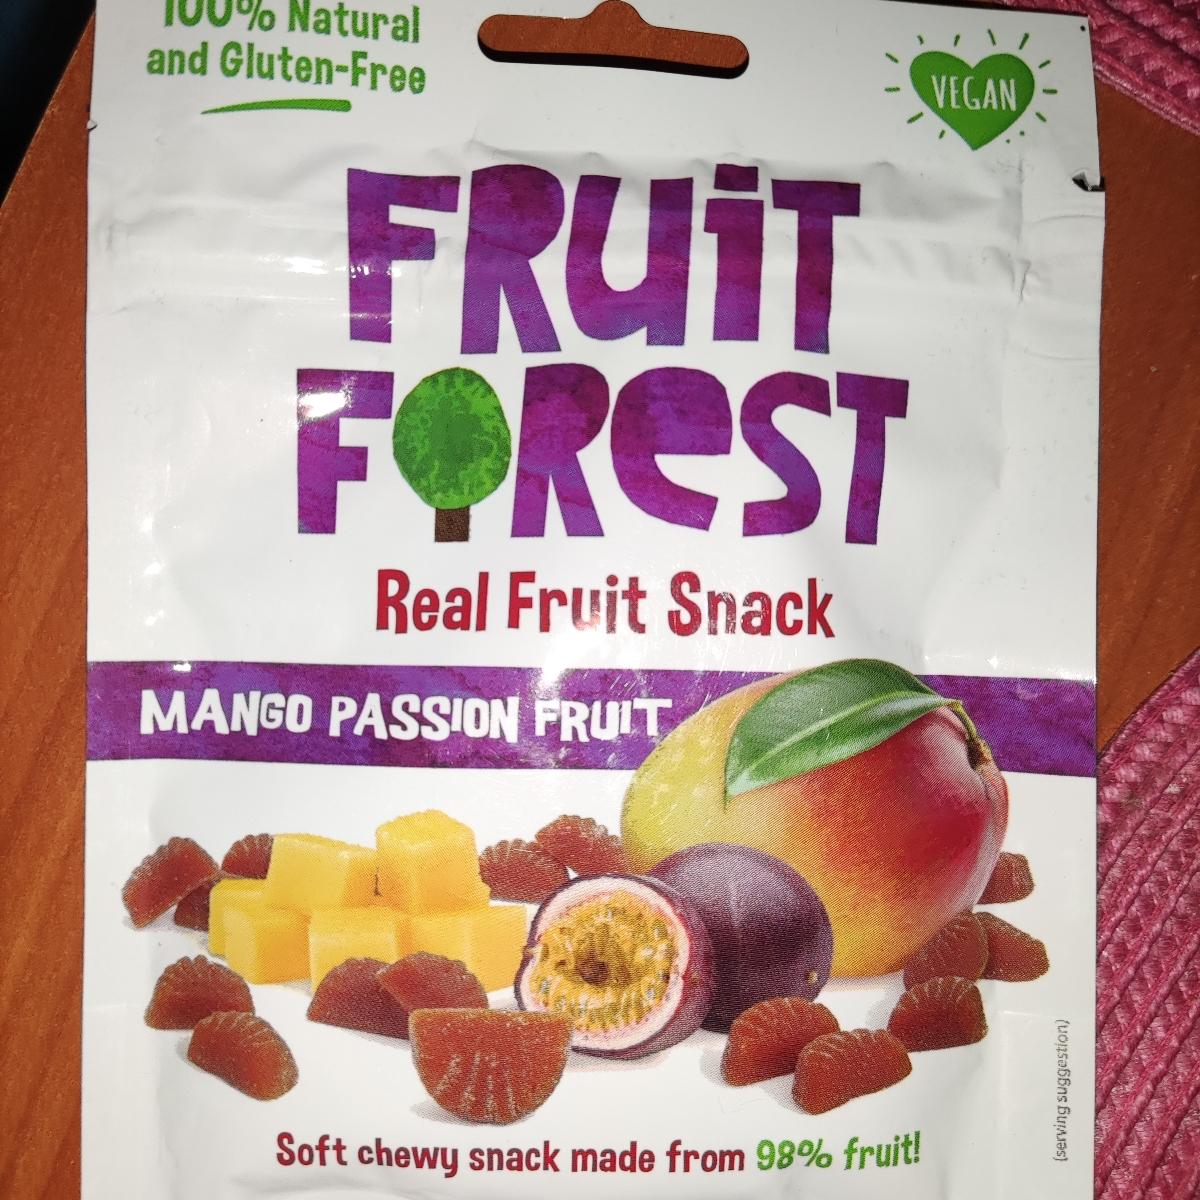 100% Natural
and Gluten-Free
VEGAN
FRUiT
FOReST
Real Fruit Snack
MANGO PASSION FRUIT
(serving suggestion)
Soft chewy snack made from 98% fruit!